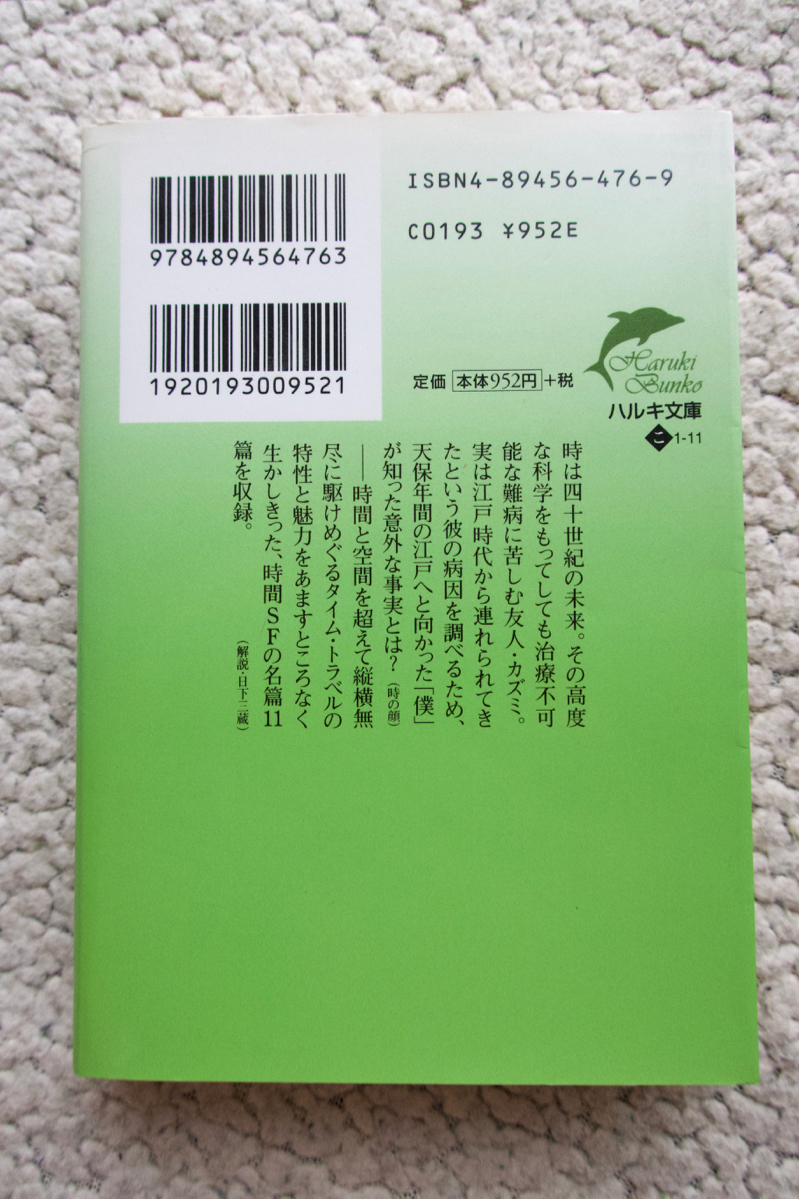 9784894564763
1920193009521
ISBN4-89456-476-9
C0193 ¥952E
定価 本体952円+税
Haruki
Bunko
ハルキ文庫
こ 1-11
時は四十世紀の未来。その高度
な科学をもってしても治療不可
能な難病に苦しむ友人・カズミ。
実は江戸時代から連れられてき
たという彼の病因を調べるため、
天保年間の江戸へと向かった「僕」
が知った意外な事実とは?(時の顔)
――時間と空間を超えて縦横無
尽に駆けめぐるタイム・トラベルの
特性と魅力をあますところなく
生かしきった、時間SFの名篇11
篇を収録。
(解説・日下三蔵)